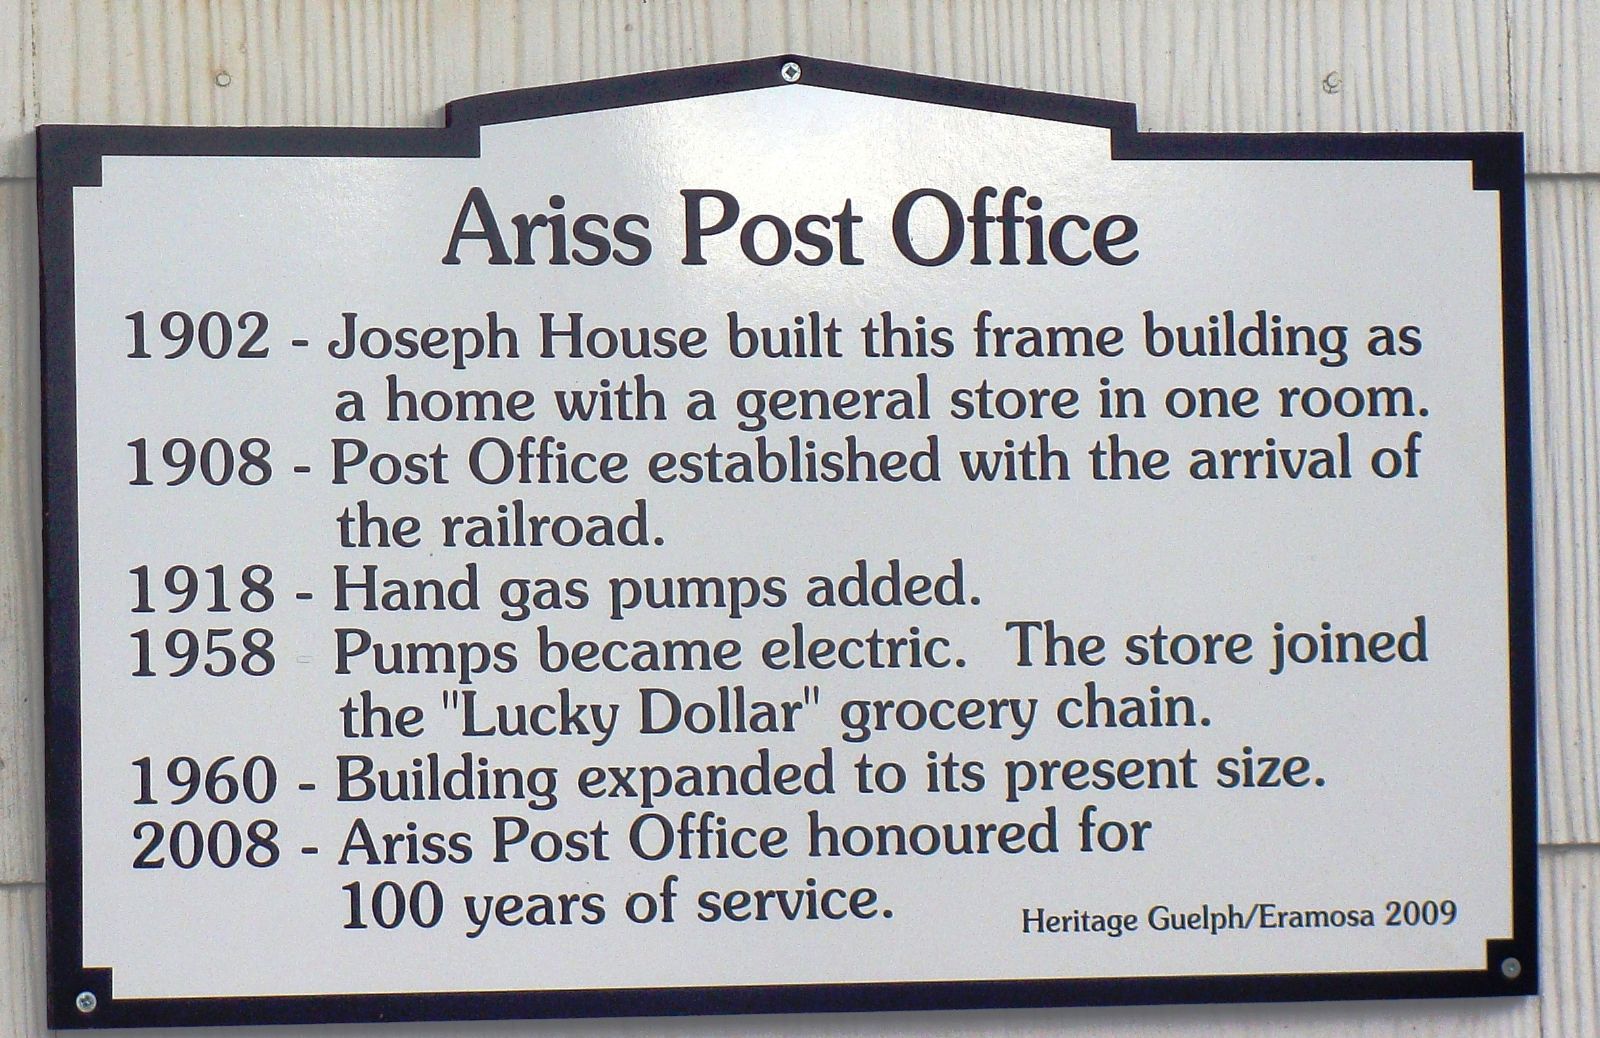 Ariss Post Office
1902 - Joseph House built this frame building as
a home with a general store in one room.
1908 - Post Office established with the arrival of
the railroad.
1918 - Hand gas pumps added.
1958 - Pumps became electric. The store joined
the "Lucky Dollar" grocery chain.
1960 - Building expanded to its present size.
2008 - Ariss Post Office honoured for
100 years of service.
Heritage Guelph/Eramosa 2009